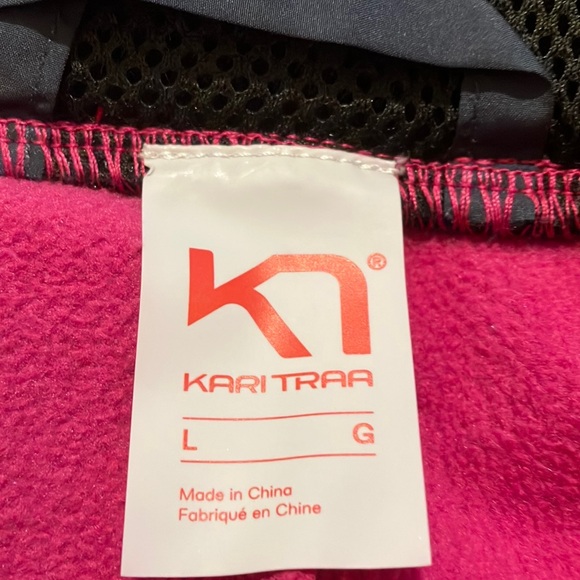 ®
KARI TRAA
L G
Made in China
Fabriqué en Chine